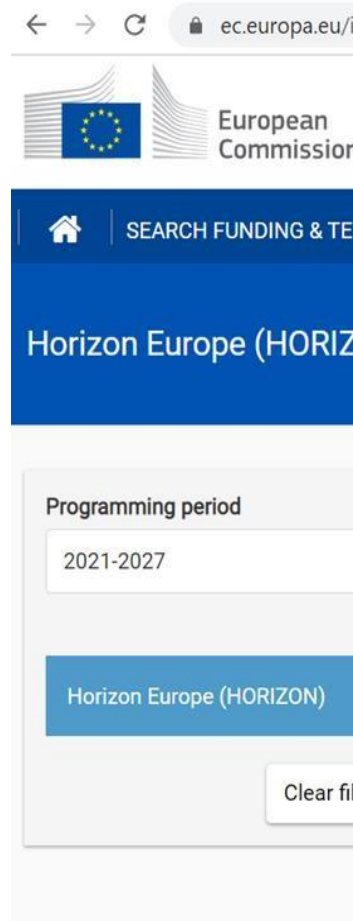 ec.europa.eu/
European
Commission
SEARCH FUNDING & TE
Horizon Europe (HORIZ
Programming period
2021-2027
Horizon Europe (HORIZON)
Clear fil